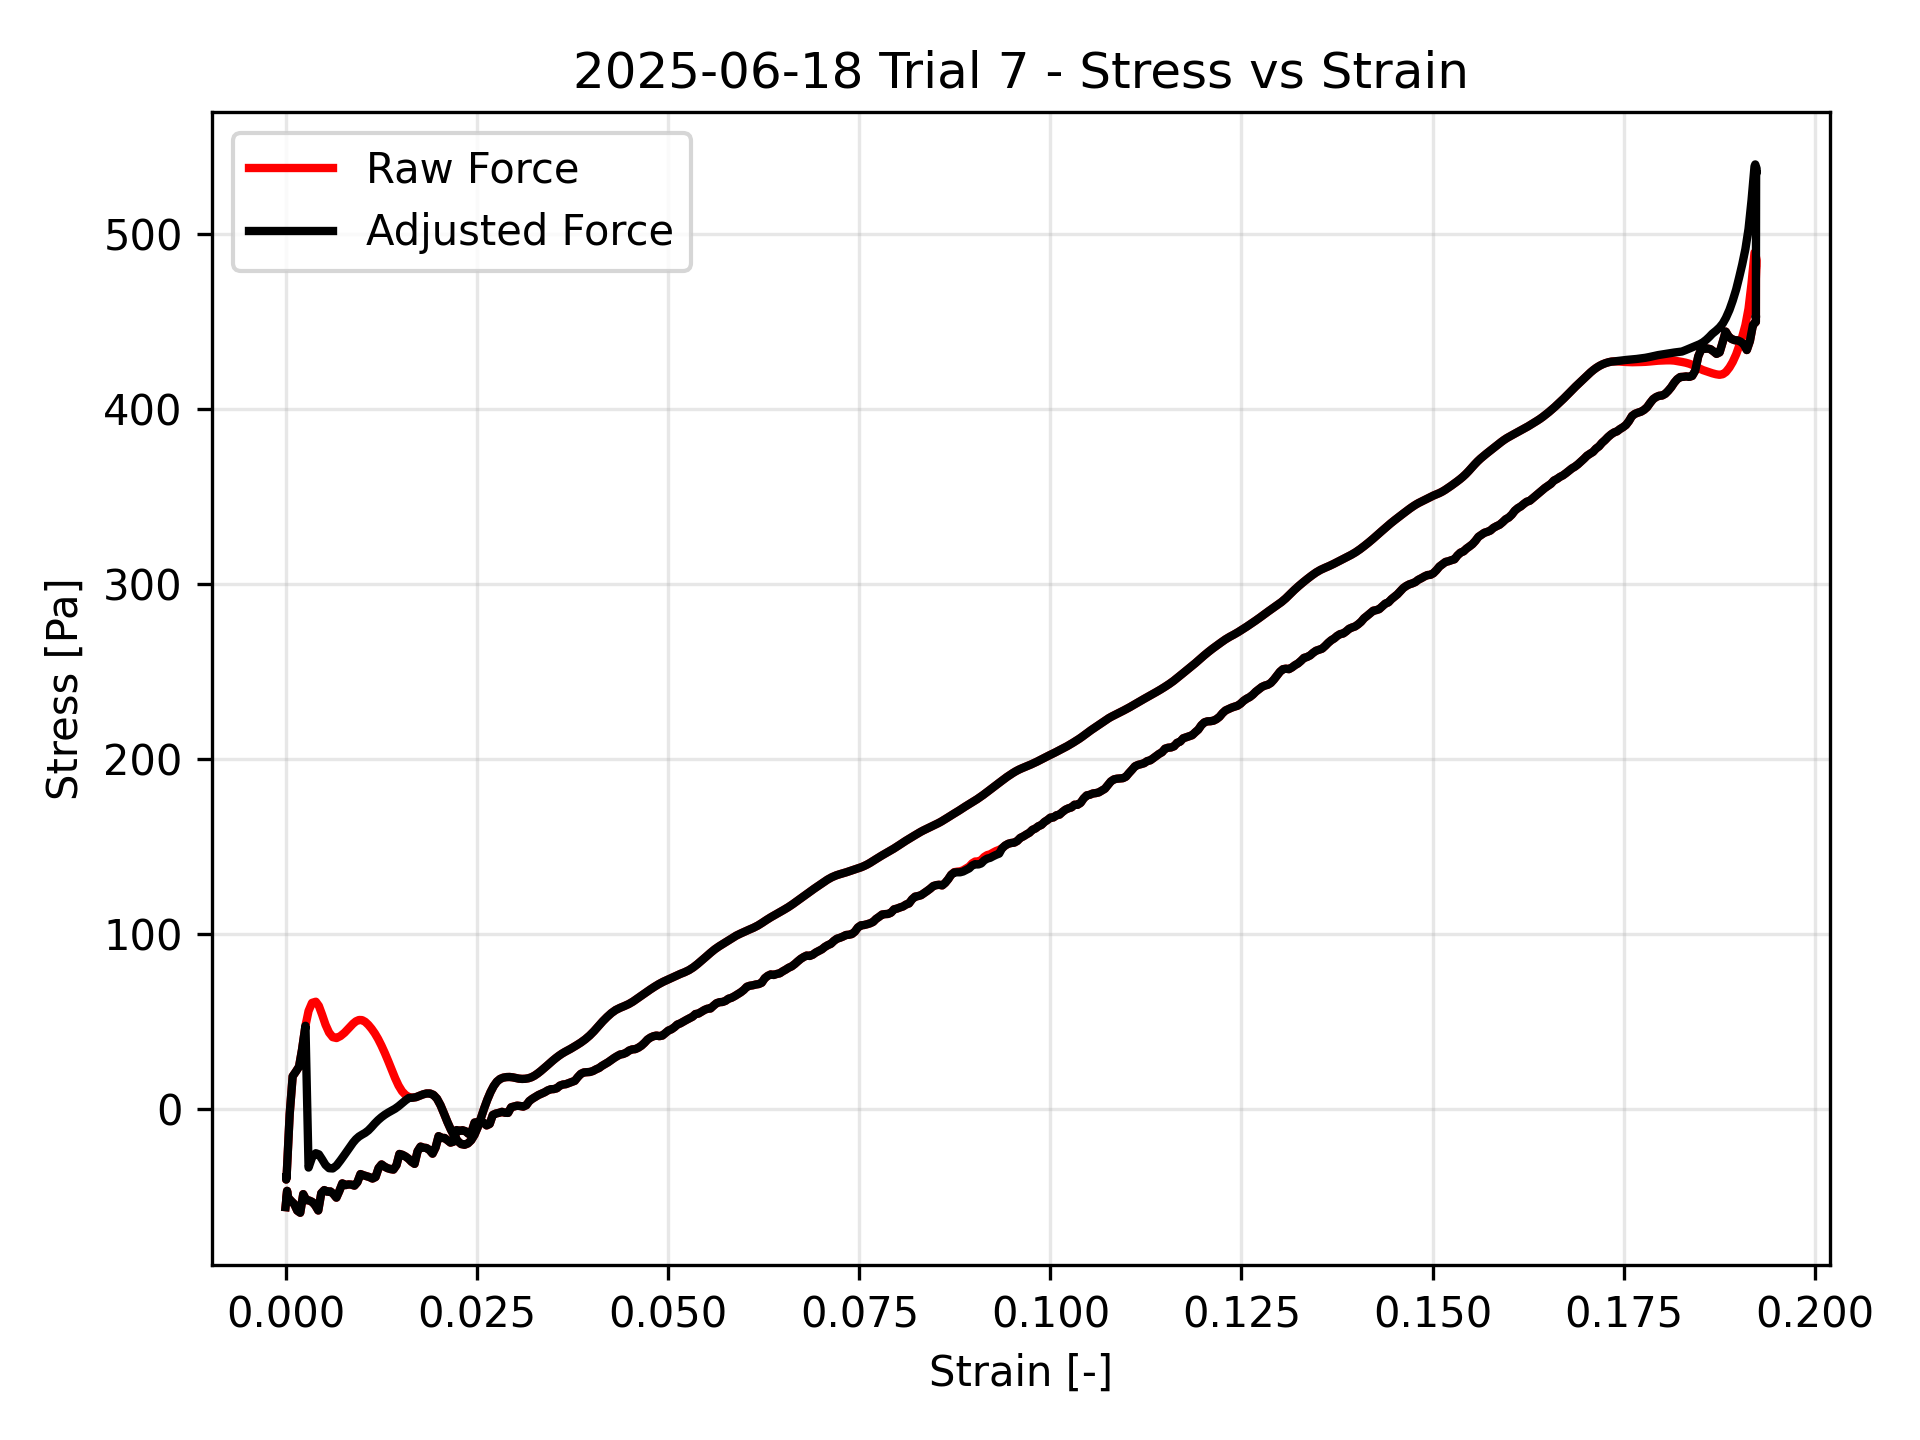 2025-06-18 Trial 7 - Stress vs Strain
Raw Force
Adjusted Force
500
400
300
200
100
0
Stress [Pa]
0.000 0.025 0.050 0.075 0.100 0.125 0.150 0.175 0.200
Strain [-]